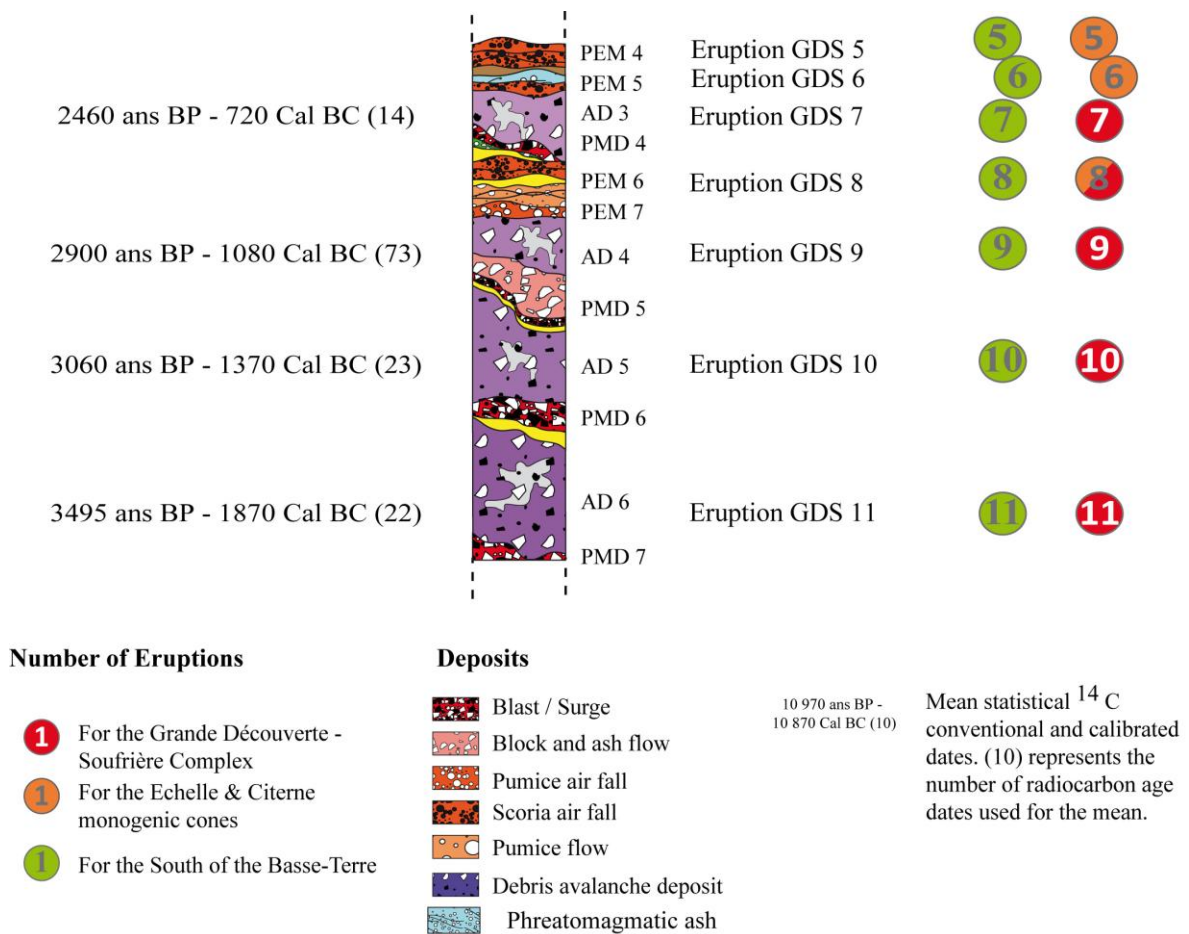 PEM 4 Eruption GDS 5 5 5
PEM 5 Eruption GDS 6 6 6
2460 ans BP - 720 Cal BC (14) AD 3 Eruption GDS 7 7 7
PMD 4
PEM 6 Eruption GDS 8 8 8
PEM 7
2900 ans BP - 1080 Cal BC (73) AD 4 Eruption GDS 9 9 9
PMD 5
3060 ans BP - 1370 Cal BC (23) AD 5 Eruption GDS 10 10 10
PMD 6
3495 ans BP - 1870 Cal BC (22) AD 6 Eruption GDS 11 11 11
PMD 7
Number of Eruptions
1 For the Grande Découverte -
Soufrière Complex
1 For the Echelle & Citerne
monogenic cones
1 For the South of the Basse-Terre
Deposits
Blast / Surge
Block and ash flow
Pumice air fall
Scoria air fall
Pumice flow
Debris avalanche deposit
Phreatomagmatic ash
10 970 ans BP -
10 870 Cal BC (10)
Mean statistical 14 C
conventional and calibrated
dates. (10) represents the
number of radiocarbon age
dates used for the mean.